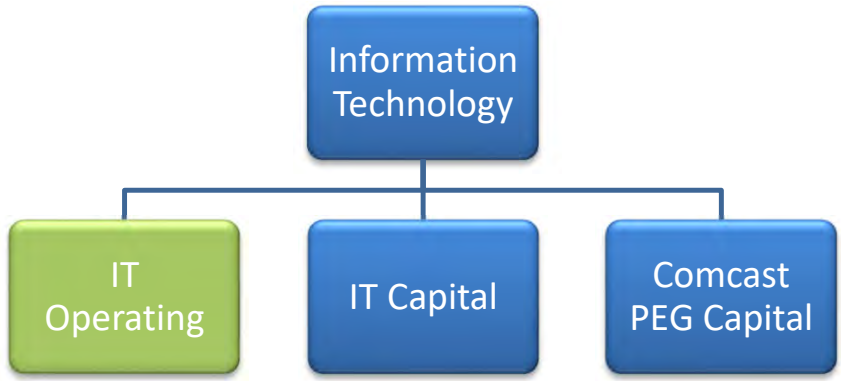 Information
Technology
IT
Operating
IT Capital
Comcast
PEG Capital